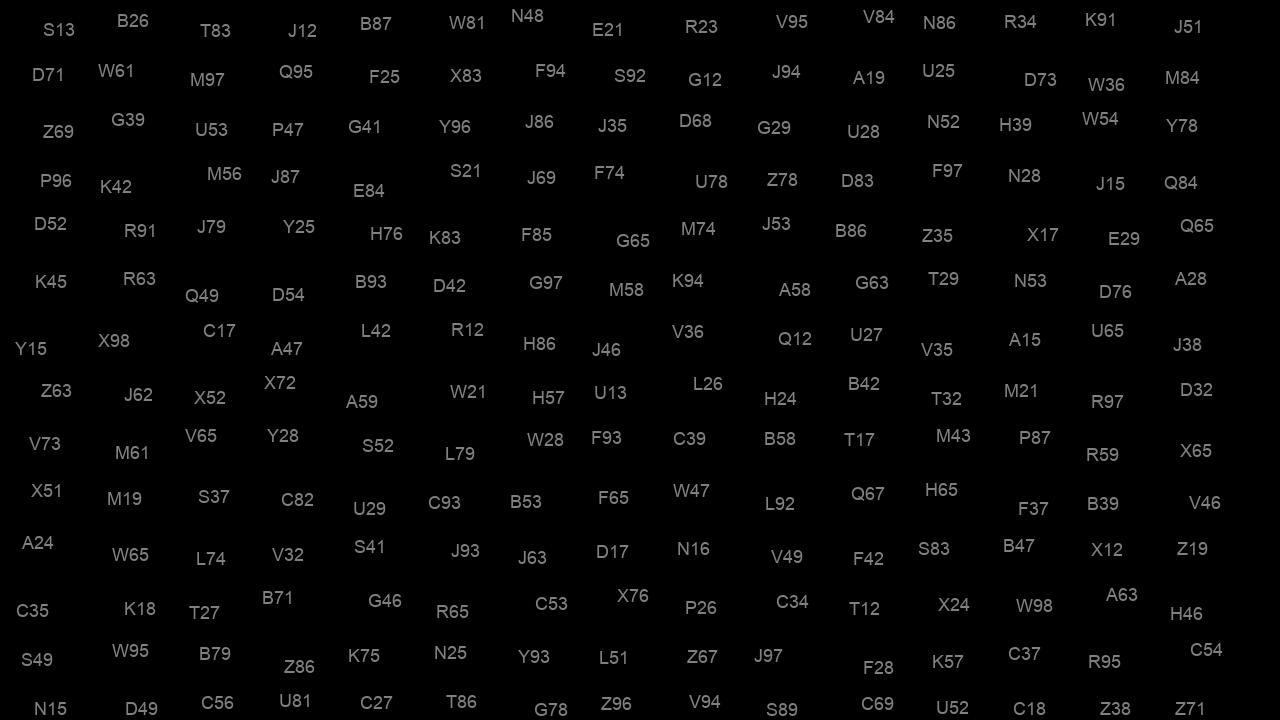 S13 B26 T83 J12 B87 W81 N48 E21 R23 V95 V84 N86 R34 K91 J51
D71 W61 M97 Q95 F25 X83 F94 S92 G12 J94 A19 U25 D73 W36 M84
Z69 G39 U53 P47 G41 Y96 J86 J35 D68 G29 U28 N52 H39 W54 Y78
P96 K42 M56 J87 E84 S21 J69 F74 U78 Z78 D83 F97 N28 J15 Q84
D52 R91 J79 Y25 H76 K83 F85 G65 M74 J53 B86 Z35 X17 E29 Q65
K45 R63 Q49 D54 B93 D42 G97 M58 K94 A58 G63 T29 N53 D76 A28
Y15 X98 C17 A47 L42 R12 H86 J46 V36 Q12 U27 V35 A15 U65 J38
Z63 J62 X52 X72 A59 W21 H57 U13 L26 H24 B42 T32 M21 R97 D32
V73 M61 V65 Y28 S52 L79 W28 F93 C39 B58 T17 M43 P87 R59 X65
X51 M19 S37 C82 U29 C93 B53 F65 W47 L92 Q67 H65 F37 B39 V46
A24 W65 L74 V32 S41 J93 J63 D17 N16 V49 F42 S83 B47 X12 Z19
C35 K18 T27 B71 G46 R65 C53 X76 P26 C34 T12 X24 W98 A63 H46
S49 W95 B79 Z86 K75 N25 Y93 L51 Z67 J97 F28 K57 C37 R95 C54
N15 D49 C56 U81 C27 T86 G78 Z96 V94 S89 C69 U52 C18 Z38 Z71